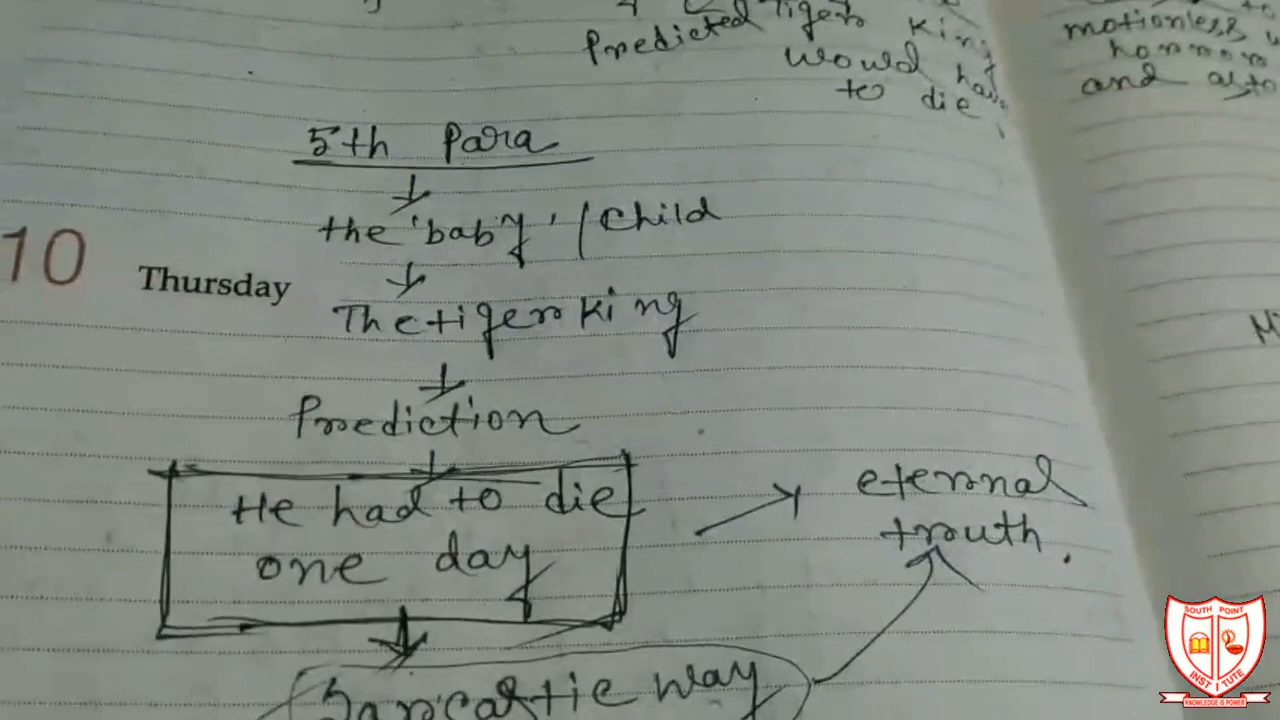 Predicted Tiger King
would have
to die.
motionless,
horror
and
5th Para
the 'baby' / Child
10 Thursday
The tiger King
Prediction
He had to die
one day
eternal
truth.
Sarcastic way
SOUTH POINT
INSTITUTE
KNOWLEDGE IS POWER